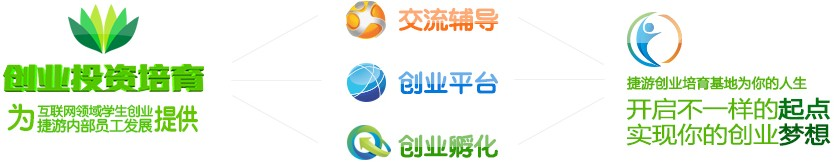 创业投资培育
为互联网领域学生创业提供
捷游内部员工发展
交流辅导
创业平台
创业孵化
捷游创业培育基地为你的人生
开启不一样的起点
实现你的创业梦想